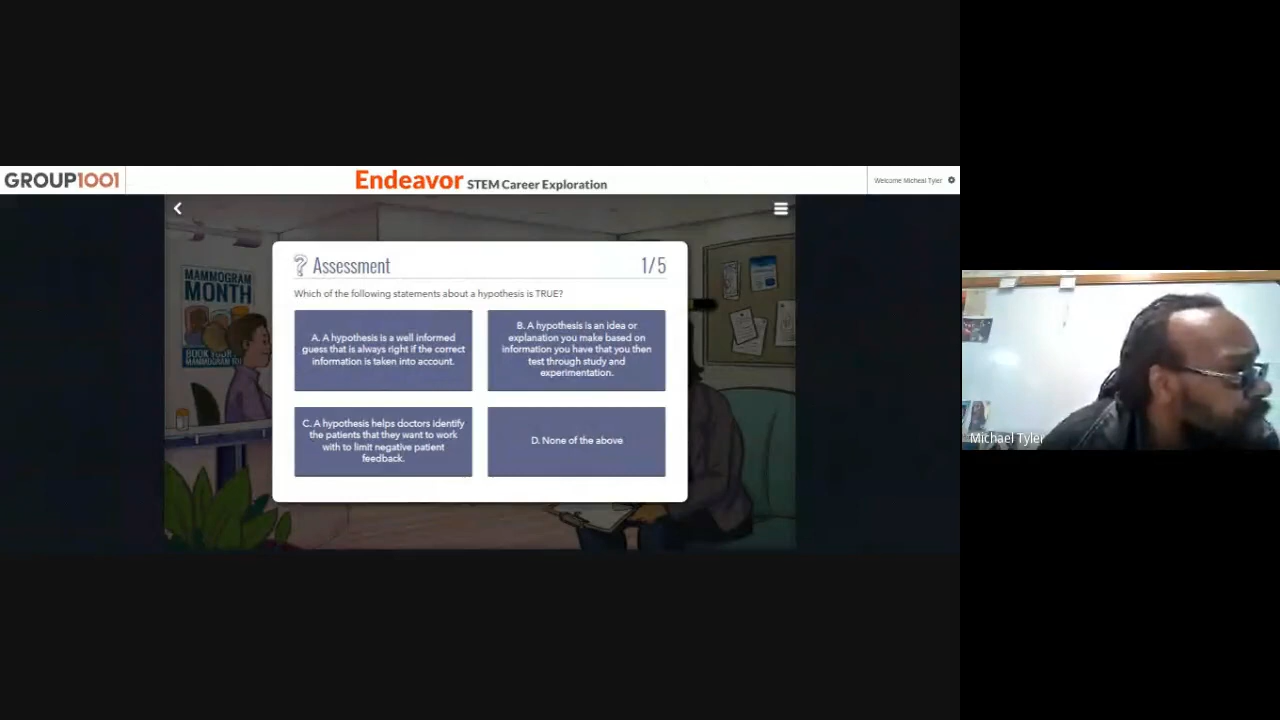 GROUP1001
Endeavor STEM Career Exploration
Welcome Micheal Tyler
Assessment
1/5
Which of the following statements about a hypothesis is TRUE?
A. A hypothesis is a well informed
guess that is always right if the correct
information is taken into account.
B. A hypothesis is an idea or
explanation you make based on
information you have that you then
test through study and
experimentation.
C. A hypothesis helps doctors identify
the patients that they want to work
with to limit negative patient
feedback.
D. None of the above
MAMMOGRAM
MONTH
BOOK YOUR
MAMMOGRAM
Michael Tyler